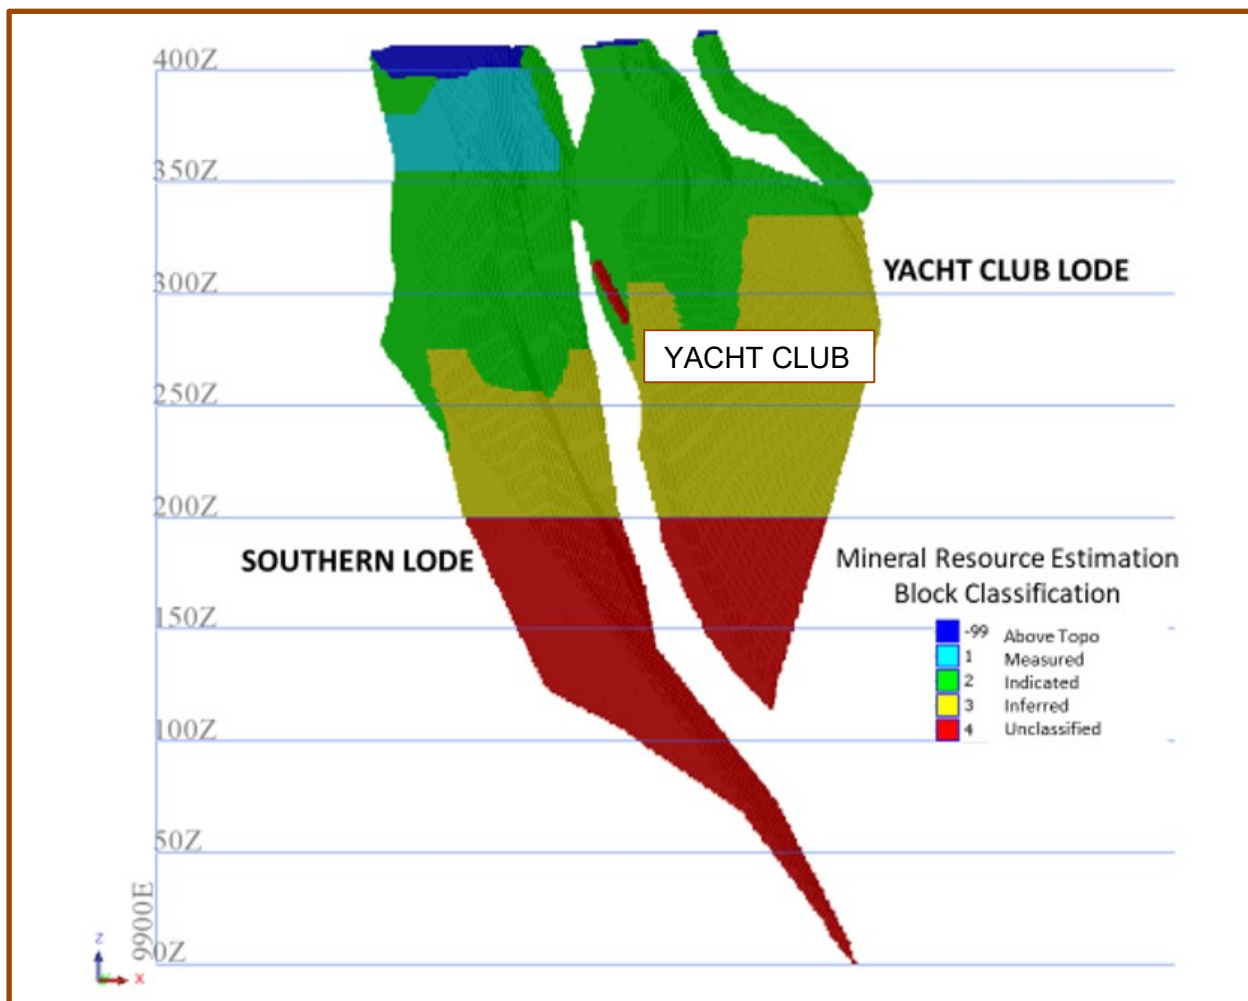 400Z
350Z
300Z
YACHT CLUB LODE
YACHT CLUB
250Z
200Z
SOUTHERN LODE
Mineral Resource Estimation
Block Classification
-99 Above Topo
1 Measured
2 Indicated
3 Inferred
4 Unclassified
150Z
100Z
50Z
9900E
0Z
Z
X